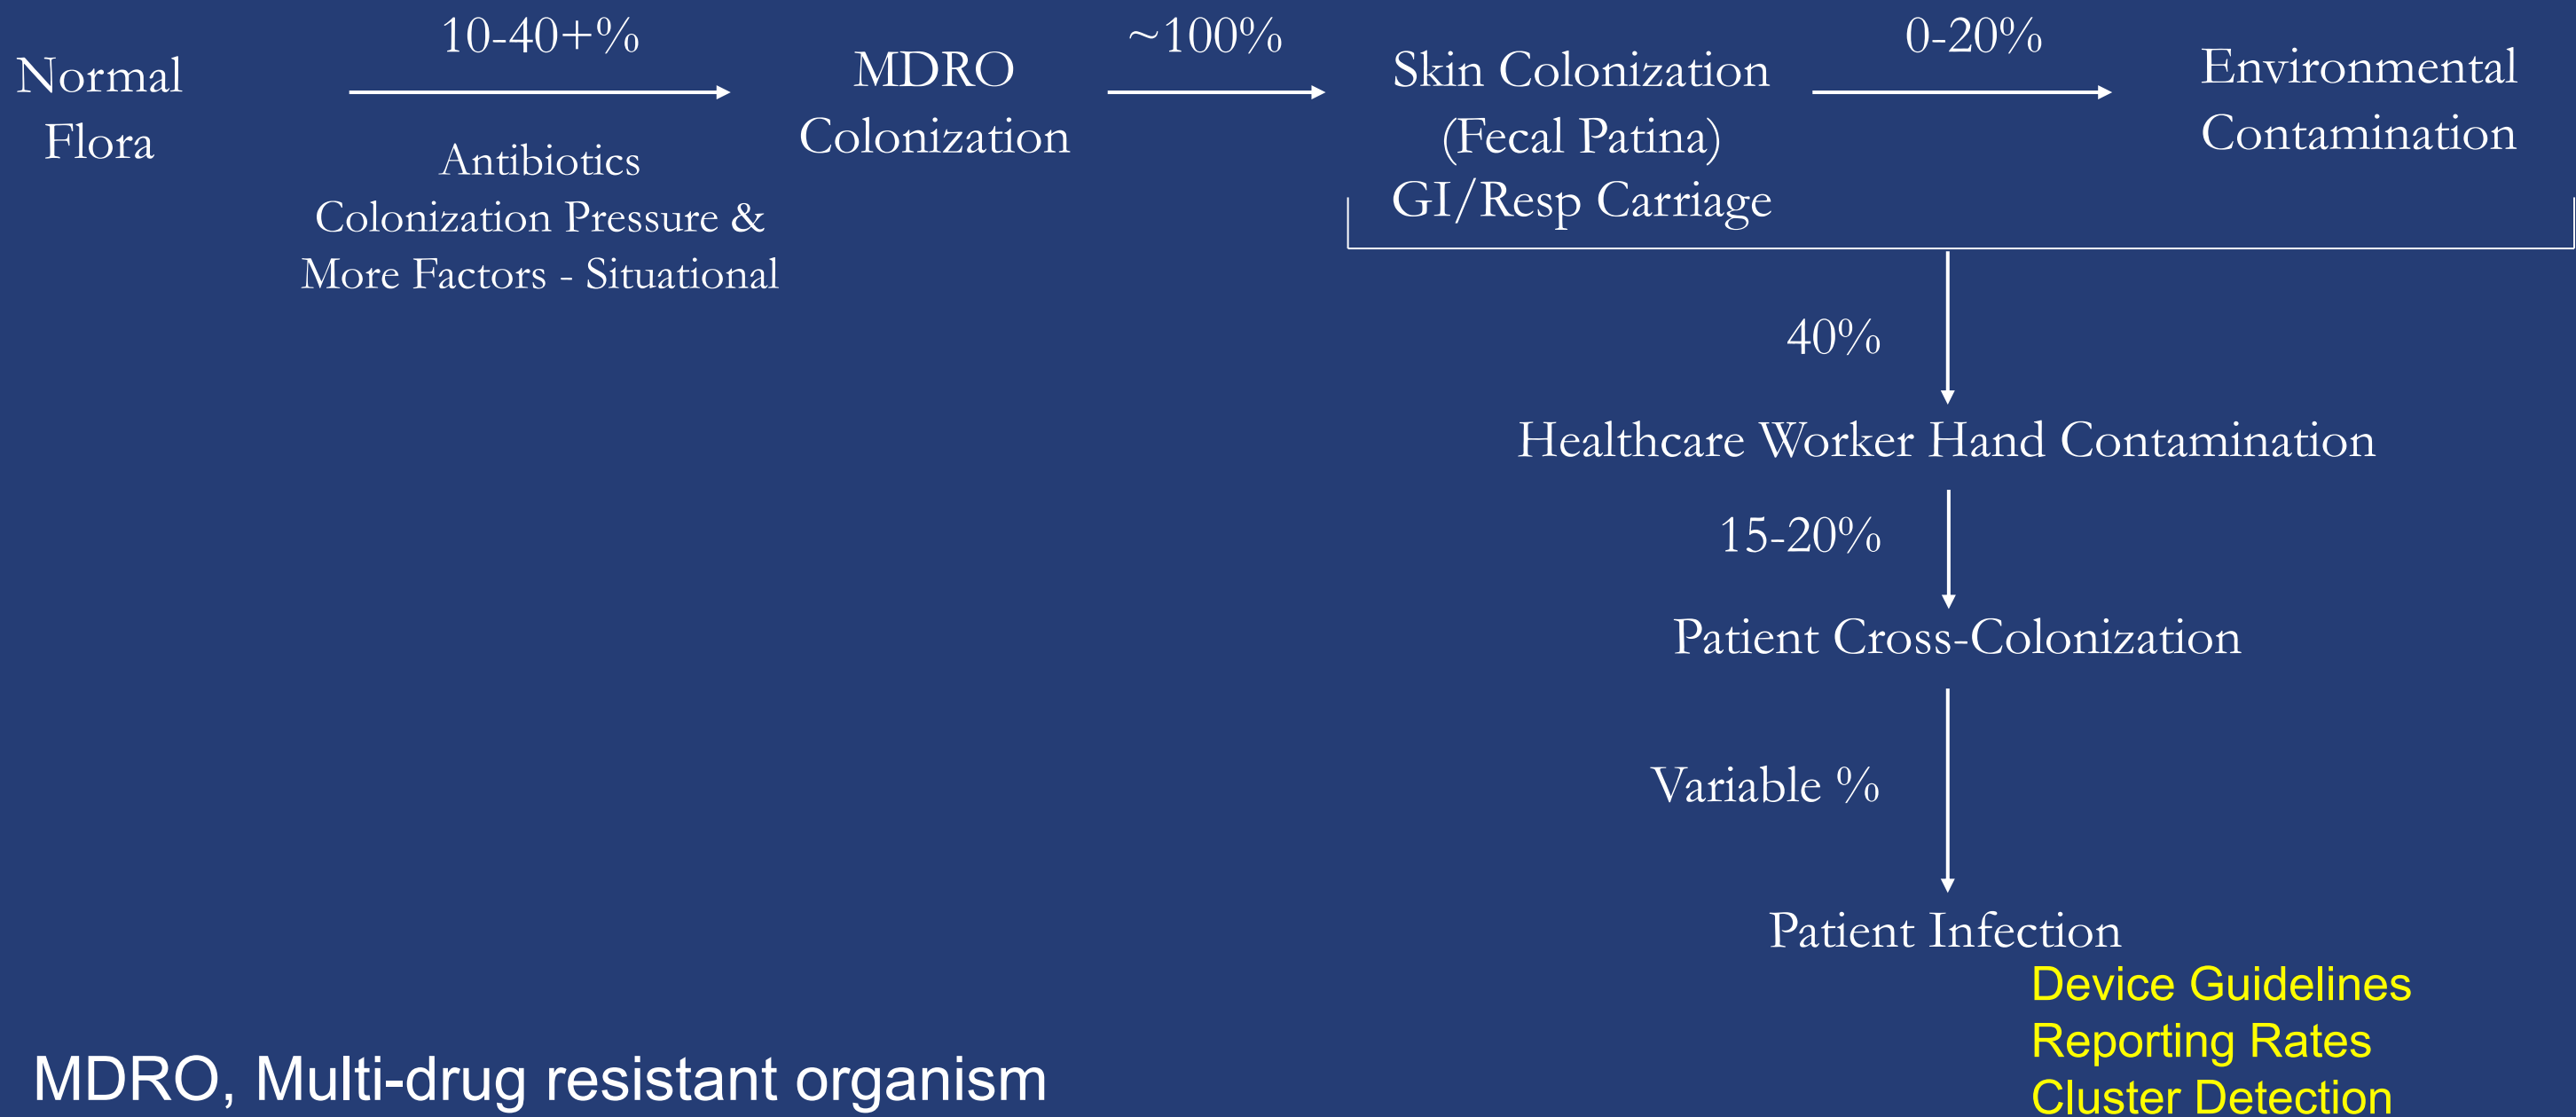 Normal
Flora
10-40+%
Antibiotics
Colonization Pressure &
More Factors - Situational
MDRO
Colonization
~100%
Skin Colonization
(Fecal Patina)
GI/Resp Carriage
0-20%
Environmental
Contamination
40%
Healthcare Worker Hand Contamination
15-20%
Patient Cross-Colonization
Variable %
Patient Infection
Device Guidelines
Reporting Rates
Cluster Detection
MDRO, Multi-drug resistant organism